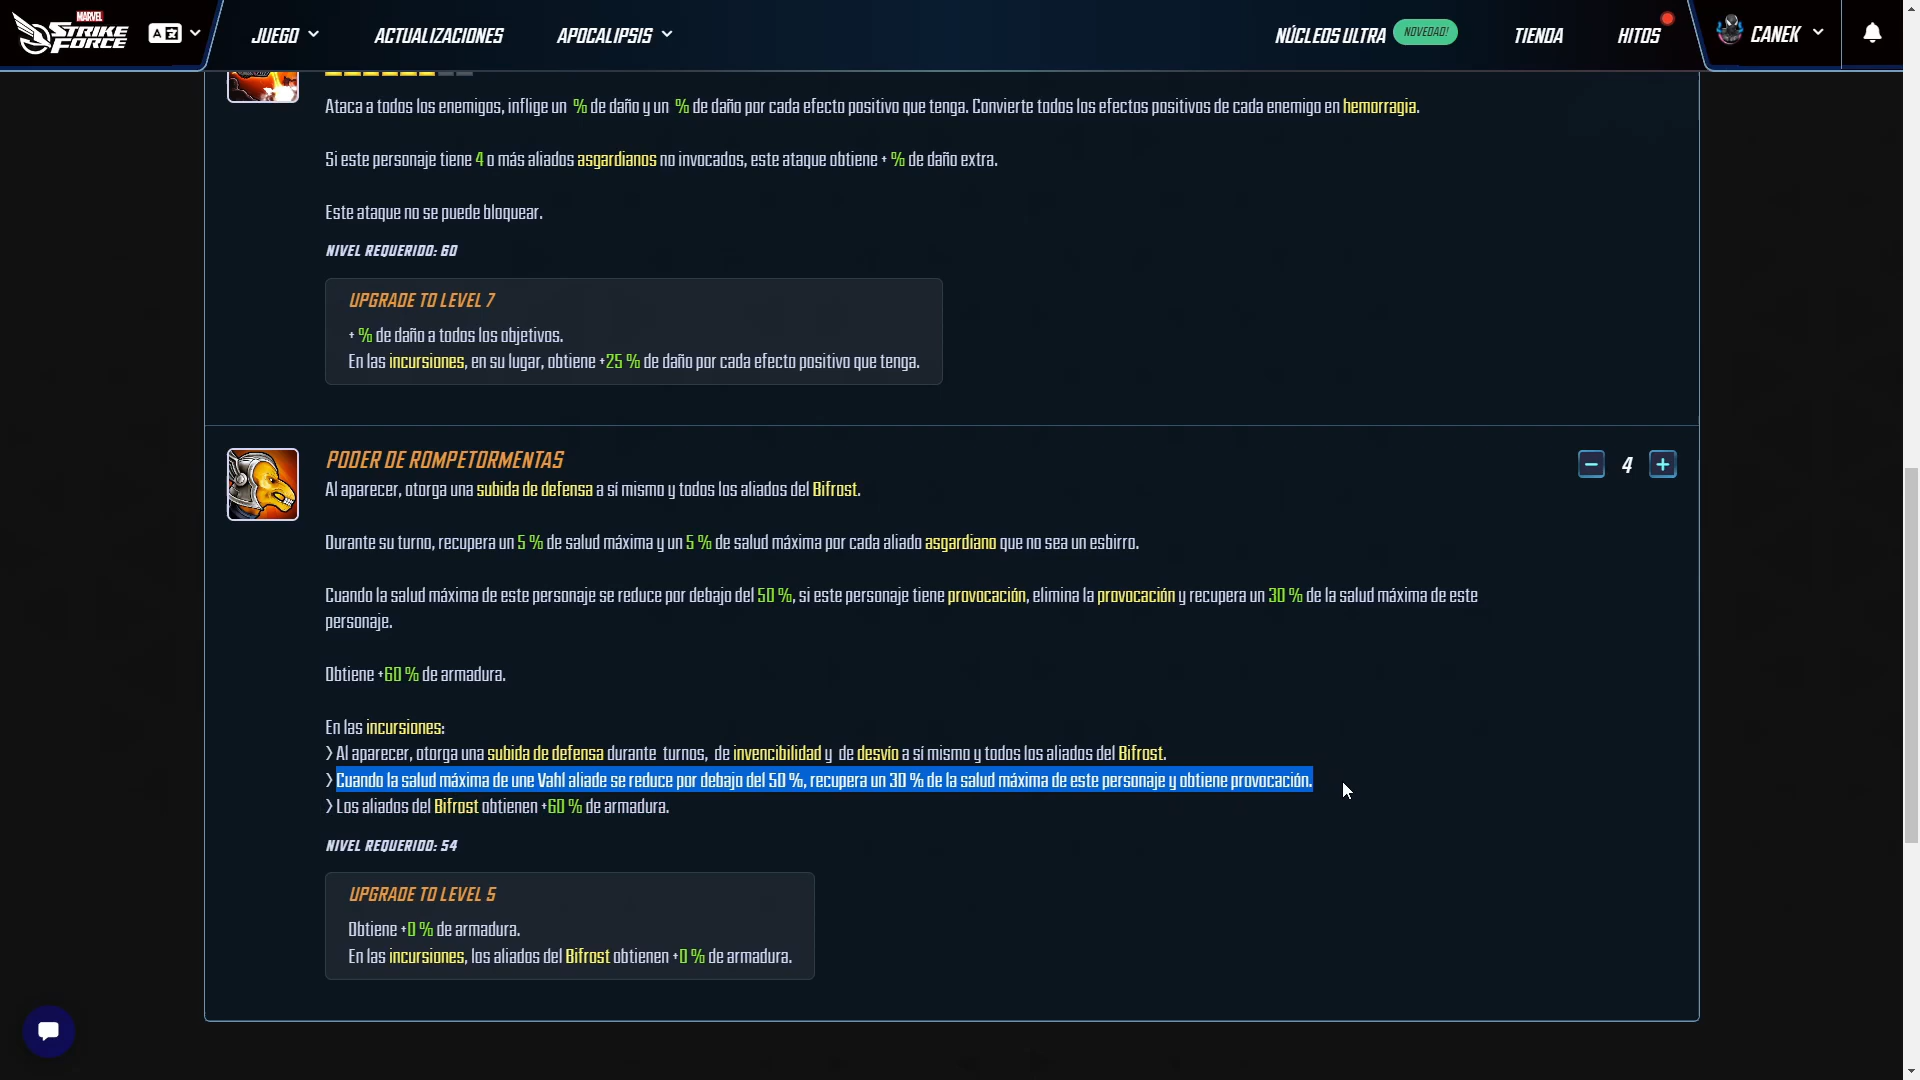 MARVEL
STRIKE
FORCE
JUEGO
ACTUALIZACIONES
APOCALIPSIS
NÚCLEOS ULTRA
NOVEDAD!
TIENDA
HITOS
CANEK
Ataca a todos los enemigos, inflige un % de daño y un % de daño por cada efecto positivo que tenga. Convierte todos los efectos positivos de cada enemigo en hemorragia.
Si este personaje tiene 4 o más aliados asgardianos no invocados, este ataque obtiene + % de daño extra.
Este ataque no se puede bloquear.
NIVEL REQUERIDO: 60
UPGRADE TO LEVEL 7
+ % de daño a todos los objetivos.
En las incursiones, en su lugar, obtiene +25 % de daño por cada efecto positivo que tenga.
PODER DE ROMPETORMENTAS
4
Al aparecer, otorga una subida de defensa a sí mismo y todos los aliados del Bifrost.
Durante su turno, recupera un 5 % de salud máxima y un 5 % de salud máxima por cada aliado asgardiano que no sea un esbirro.
Cuando la salud máxima de este personaje se reduce por debajo del 50 %, si este personaje tiene provocación, elimina la provocación y recupera un 30 % de la salud máxima de este
personaje.
Obtiene +60 % de armadura.
En las incursiones:
> Al aparecer, otorga una subida de defensa durante turnos, de invencibilidad y de desvío a sí mismo y todos los aliados del Bifrost.
> Cuando la salud máxima de une Vahl aliade se reduce por debajo del 50 %, recupera un 30 % de la salud máxima de este personaje y obtiene provocación.
> Los aliados del Bifrost obtienen +60 % de armadura.
NIVEL REQUERIDO: 54
UPGRADE TO LEVEL 5
Obtiene +0 % de armadura.
En las incursiones, los aliados del Bifrost obtienen +0 % de armadura.